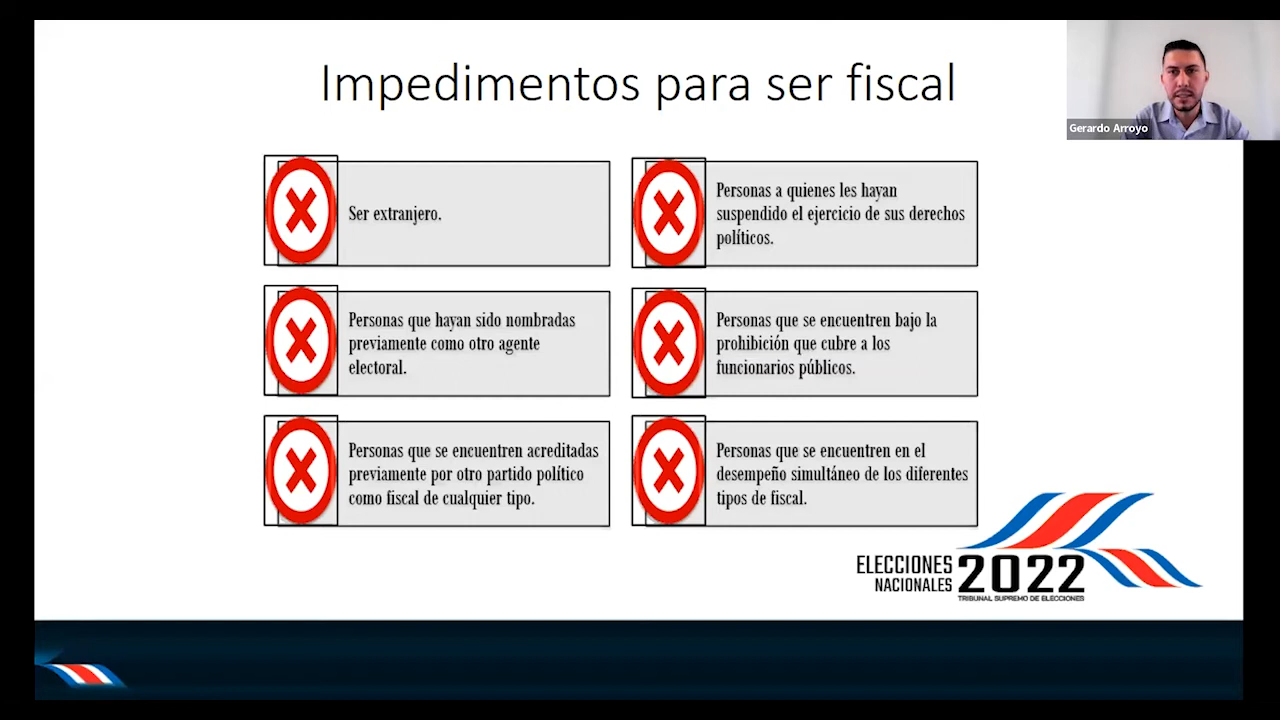 Impedimentos para ser fiscal
Gerardo Arroyo
Ser extranjero.
Personas a quienes les hayan
suspendido el ejercicio de sus derechos
políticos.
Personas que hayan sido nombradas
previamente como otro agente
electoral.
Personas que se encuentren bajo la
prohibición que cubre a los
funcionarios públicos.
Personas que se encuentren acreditadas
previamente por otro partido político
como fiscal de cualquier tipo.
Personas que se encuentren en el
desempeño simultáneo de los diferentes
tipos de fiscal.
ELECCIONES
NACIONALES
2022
TRIBUNAL SUPREMO DE ELECCIONES